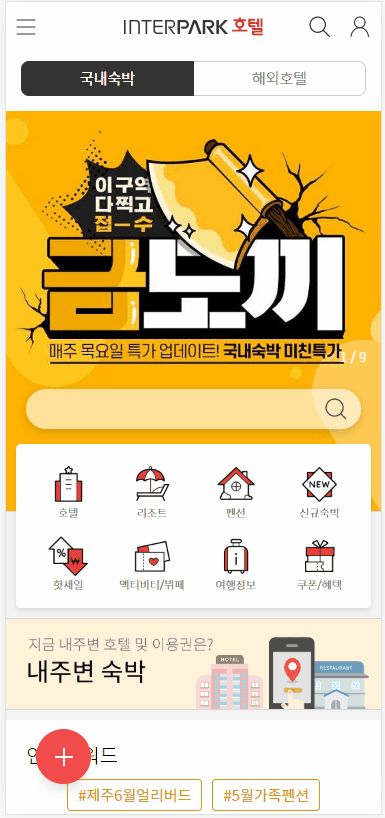 INTERPARK 호텔
국내숙박
해외호텔
이구역
다찍고
접수
금도끼
매주 목요일 특가 업데이트! 국내숙박 미친특가
/ 9
호텔
리조트
펜션
NEW
신규숙박
%
₩
핫세일
액티비티/뷔페
i
여행정보
쿠폰/혜택
지금 내주변 호텔 및 이용권은?
내주변 숙박
HOTEL
RESTAURANT
워드
#제주6월얼리버드
#5월가족펜션